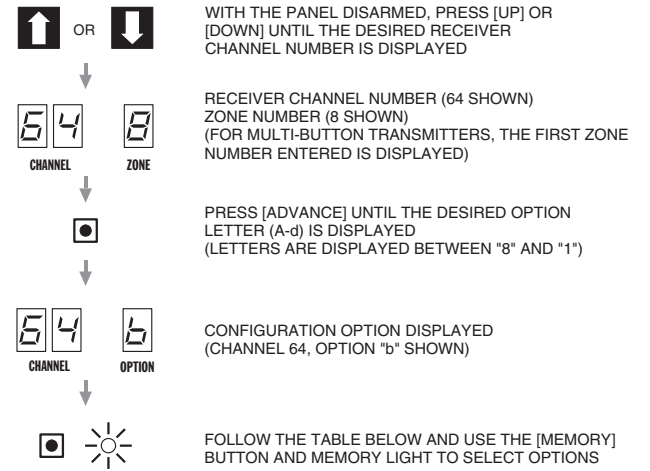 OR
WITH THE PANEL DISARMED, PRESS [UP] OR
[DOWN] UNTIL THE DESIRED RECEIVER
CHANNEL NUMBER IS DISPLAYED
64 8
CHANNEL ZONE
RECEIVER CHANNEL NUMBER (64 SHOWN)
ZONE NUMBER (8 SHOWN)
(FOR MULTI-BUTTON TRANSMITTERS, THE FIRST ZONE
NUMBER ENTERED IS DISPLAYED)
PRESS [ADVANCE] UNTIL THE DESIRED OPTION
LETTER (A-d) IS DISPLAYED
(LETTERS ARE DISPLAYED BETWEEN "8" AND "1")
64 b
CHANNEL OPTION
CONFIGURATION OPTION DISPLAYED
(CHANNEL 64, OPTION "b" SHOWN)
FOLLOW THE TABLE BELOW AND USE THE [MEMORY]
BUTTON AND MEMORY LIGHT TO SELECT OPTIONS